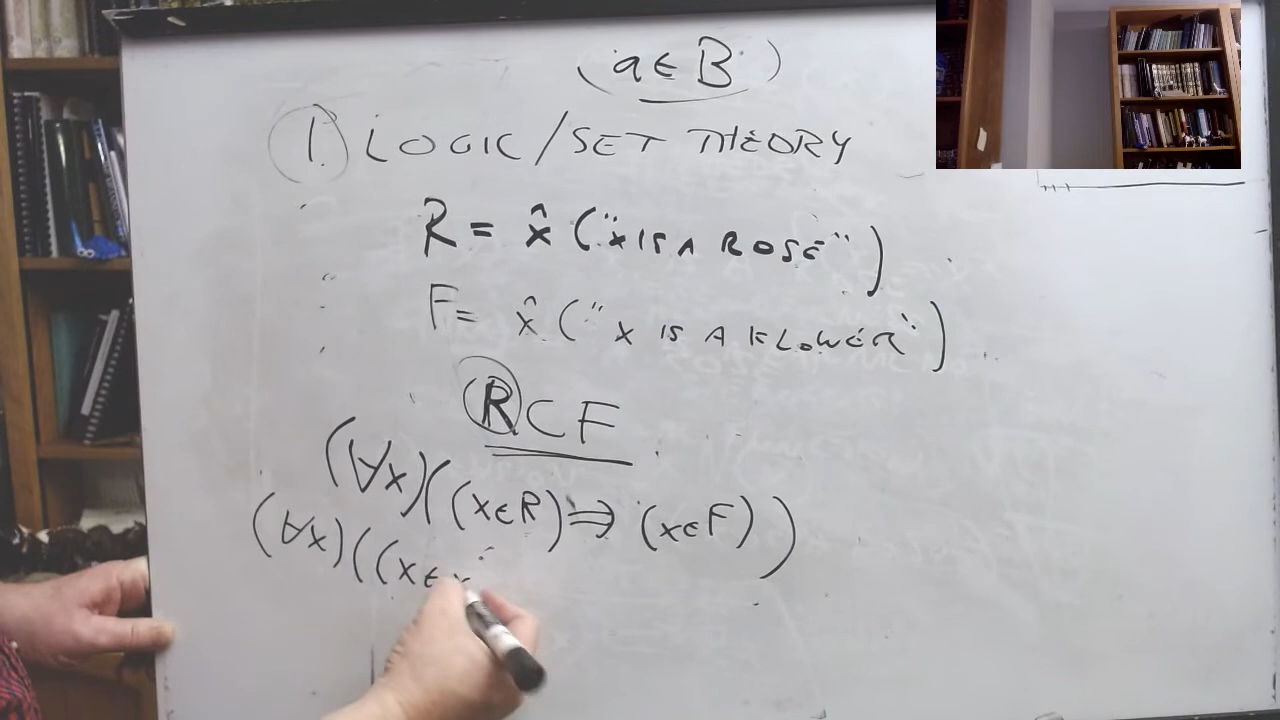 (a ∈ B)
1.) LOGIC/SET THEORY
R = x̂ ("x IS A ROSE")
F = x̂ ("x IS A FLOWER")
R ⊂ F
(∀x)((x∈R) ⇒ (x∈F))
(∀x)((x∈x̂